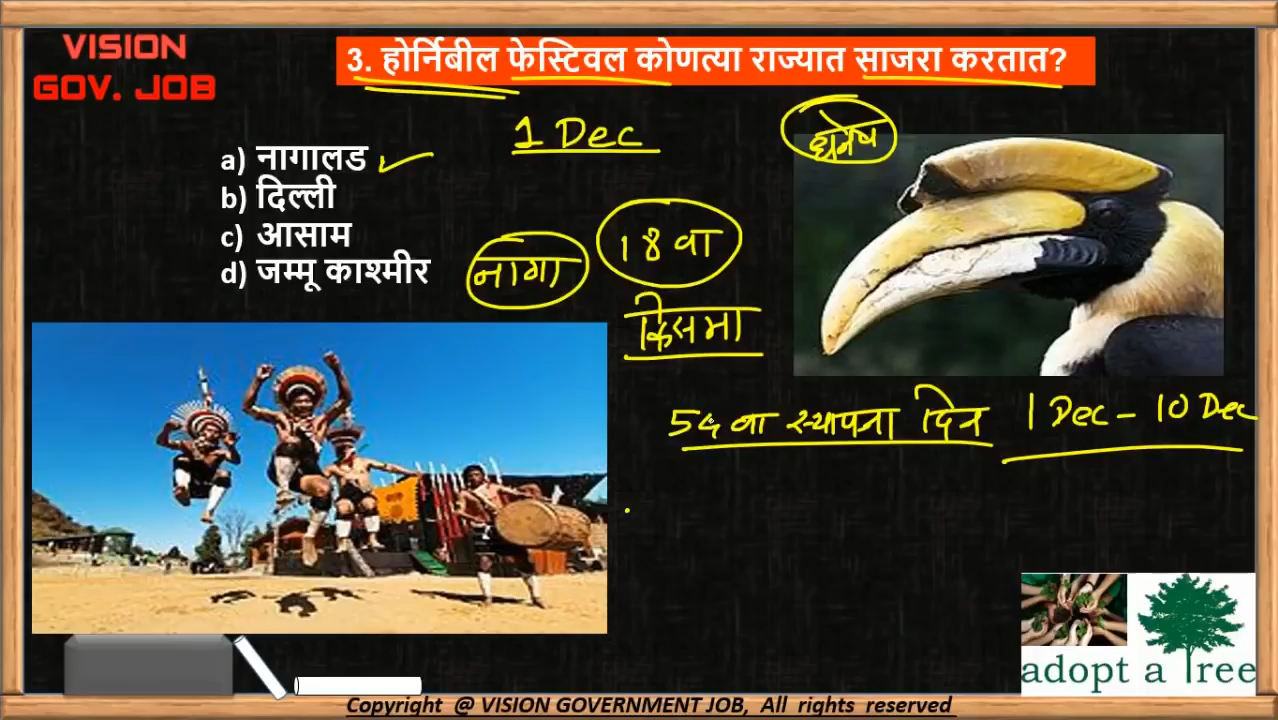 VISION
GOV. JOB
3. होर्निबील फेस्टिवल कोणत्या राज्यात साजरा करतात?
1 Dec
धनेष
a) नागालड
b) दिल्ली
c) आसाम
d) जम्मू काश्मीर
नागा
18 वा
किसमा
56 वा स्थापना दिन 1 Dec - 10 Dec
adopt a Tree
Copyright @ VISION GOVERNMENT JOB, All rights reserved